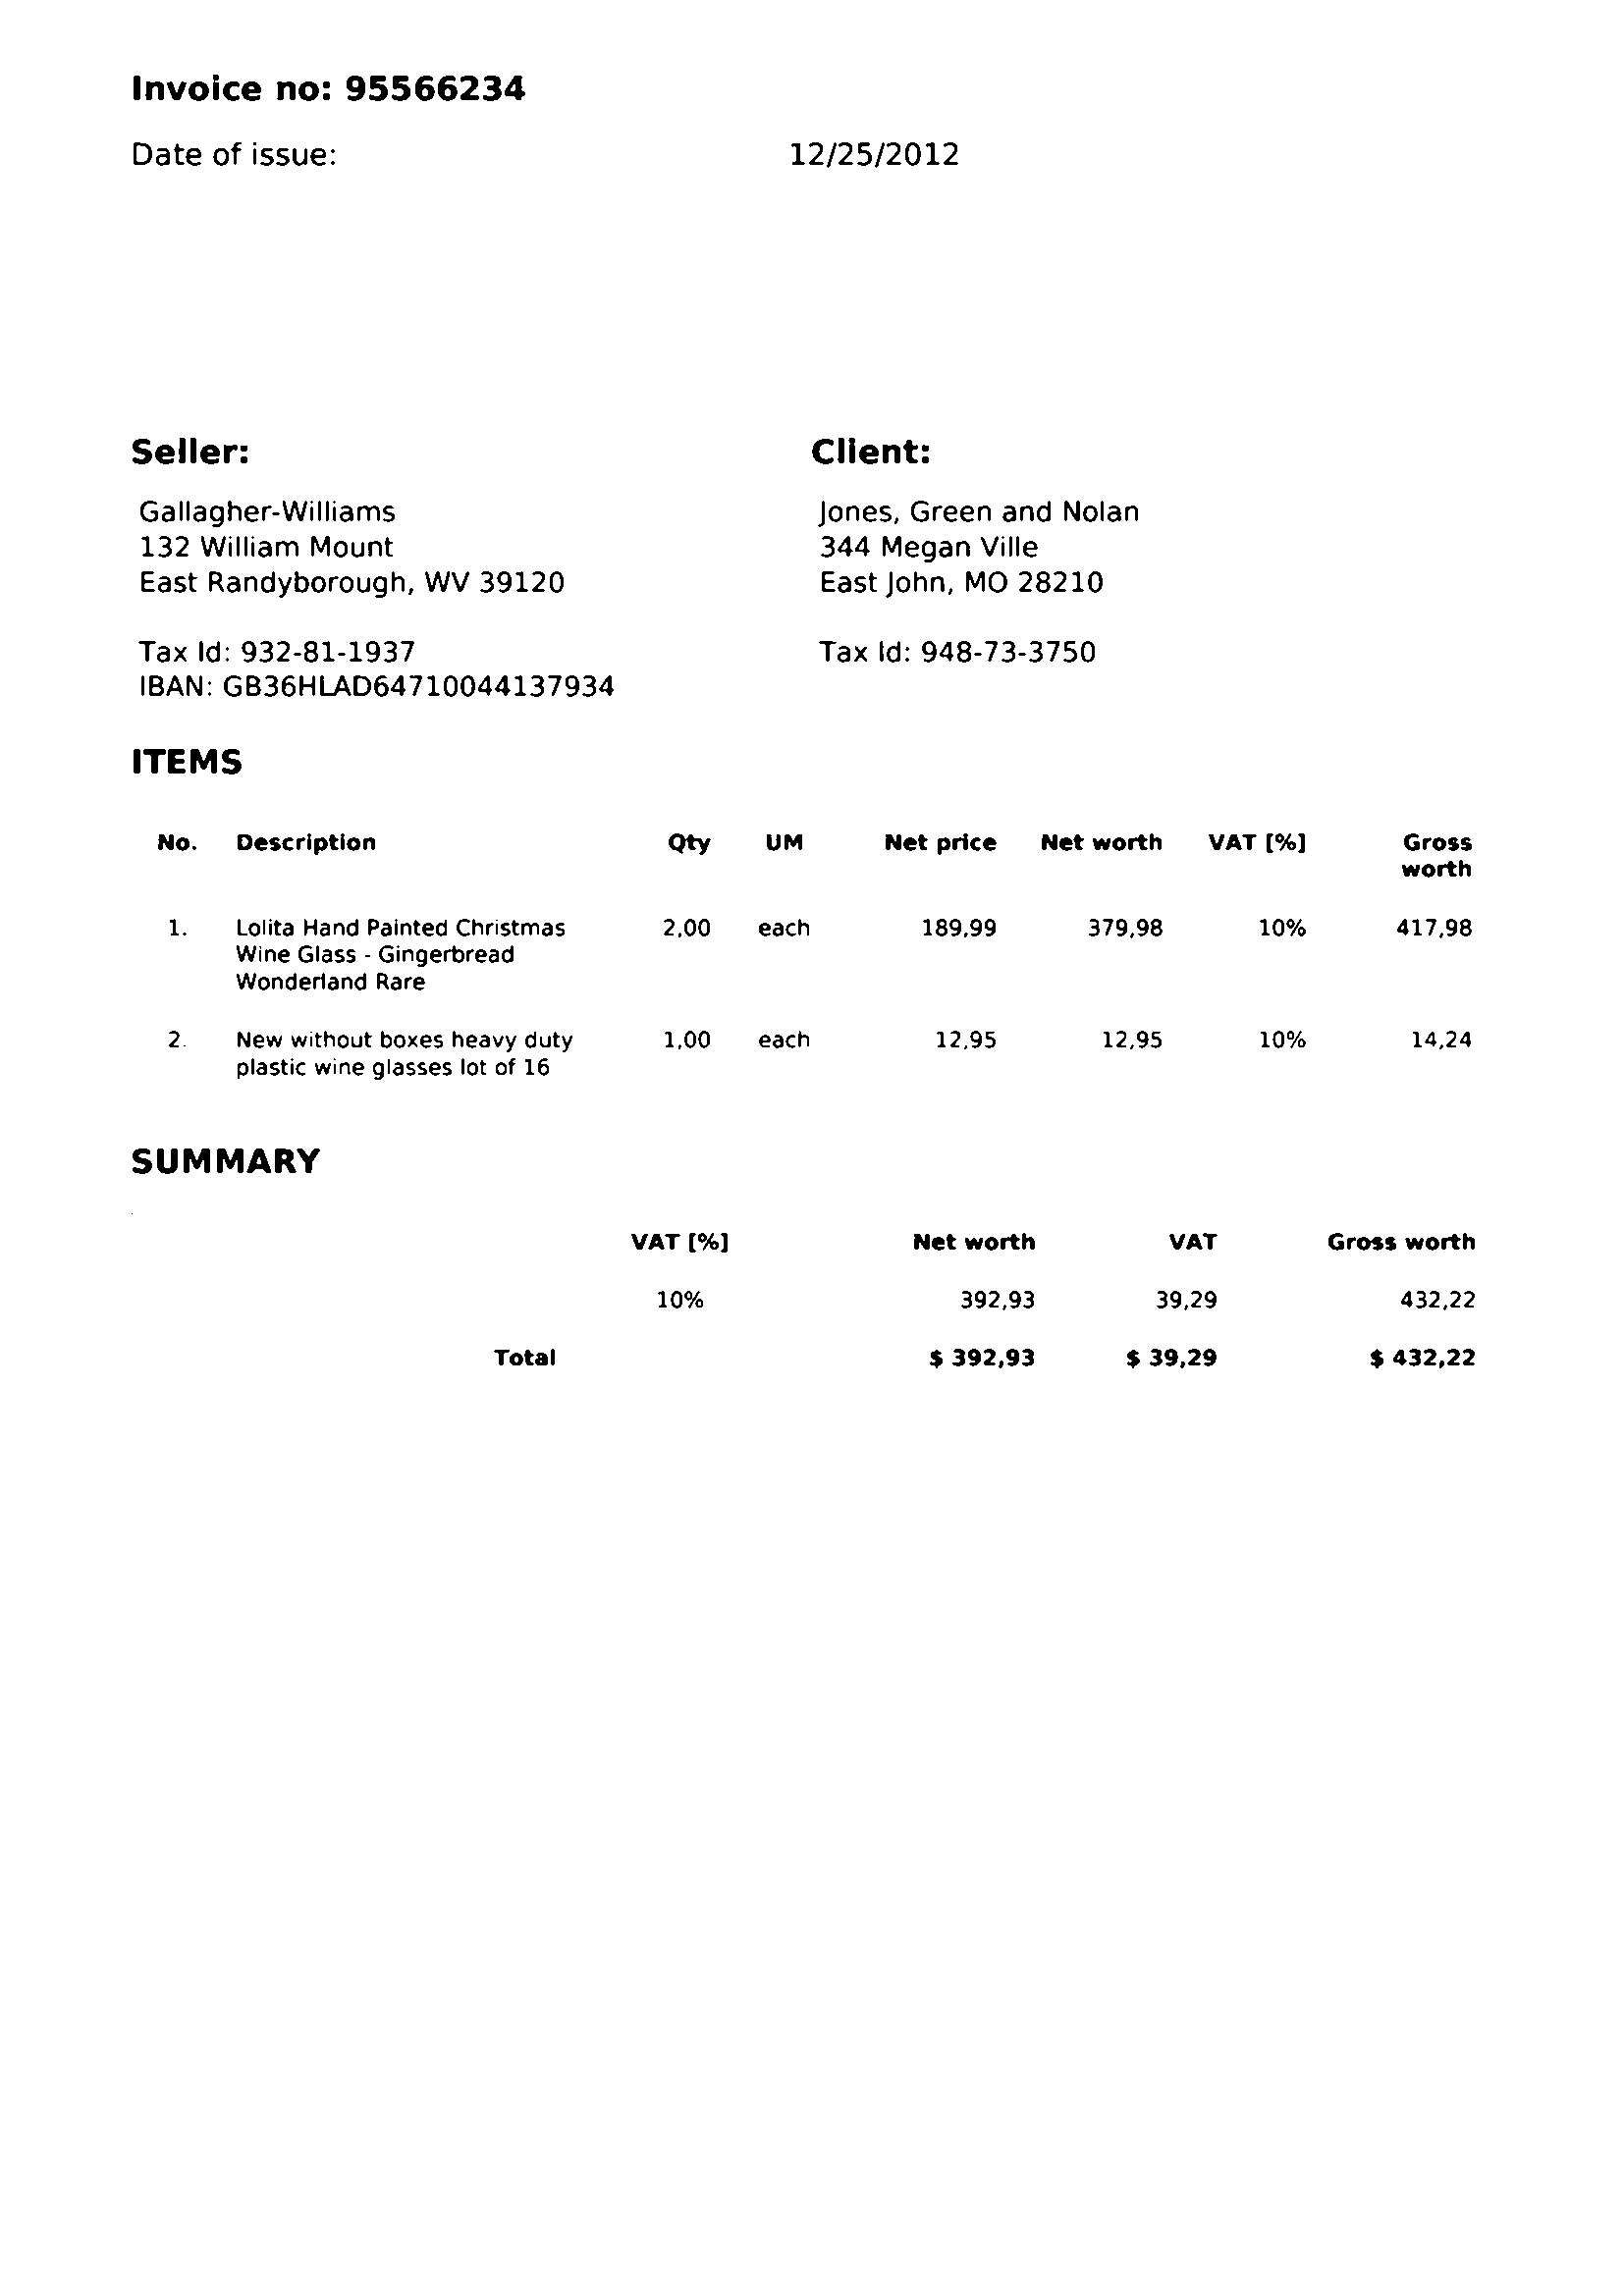 Invoice no: 95566234
Date of issue: 12/25/2012
Seller: Client:
Gallagher-Williams Jones, Green and Nolan
132 William Mount 344 Megan Ville
East Randyborough, WV 39120 East John, MO 28210
Tax Id: 932-81-1937 Tax Id: 948-73-3750
IBAN: GB36HLAD64710044137934
ITEMS
No. Description Qty UM Net price Net worth VAT [%] Gross
worth
1. Lolita Hand Painted Christmas 2,00 each 189,99 379,98 10% 417,98
Wine Glass - Gingerbread
Wonderland Rare
2. New without boxes heavy duty 1,00 each 12,95 12,95 10% 14,24
plastic wine glasses lot of 16
SUMMARY
VAT [%] Net worth VAT Gross worth
10% 392,93 39,29 432,22
Total $ 392,93 $ 39,29 $ 432,22